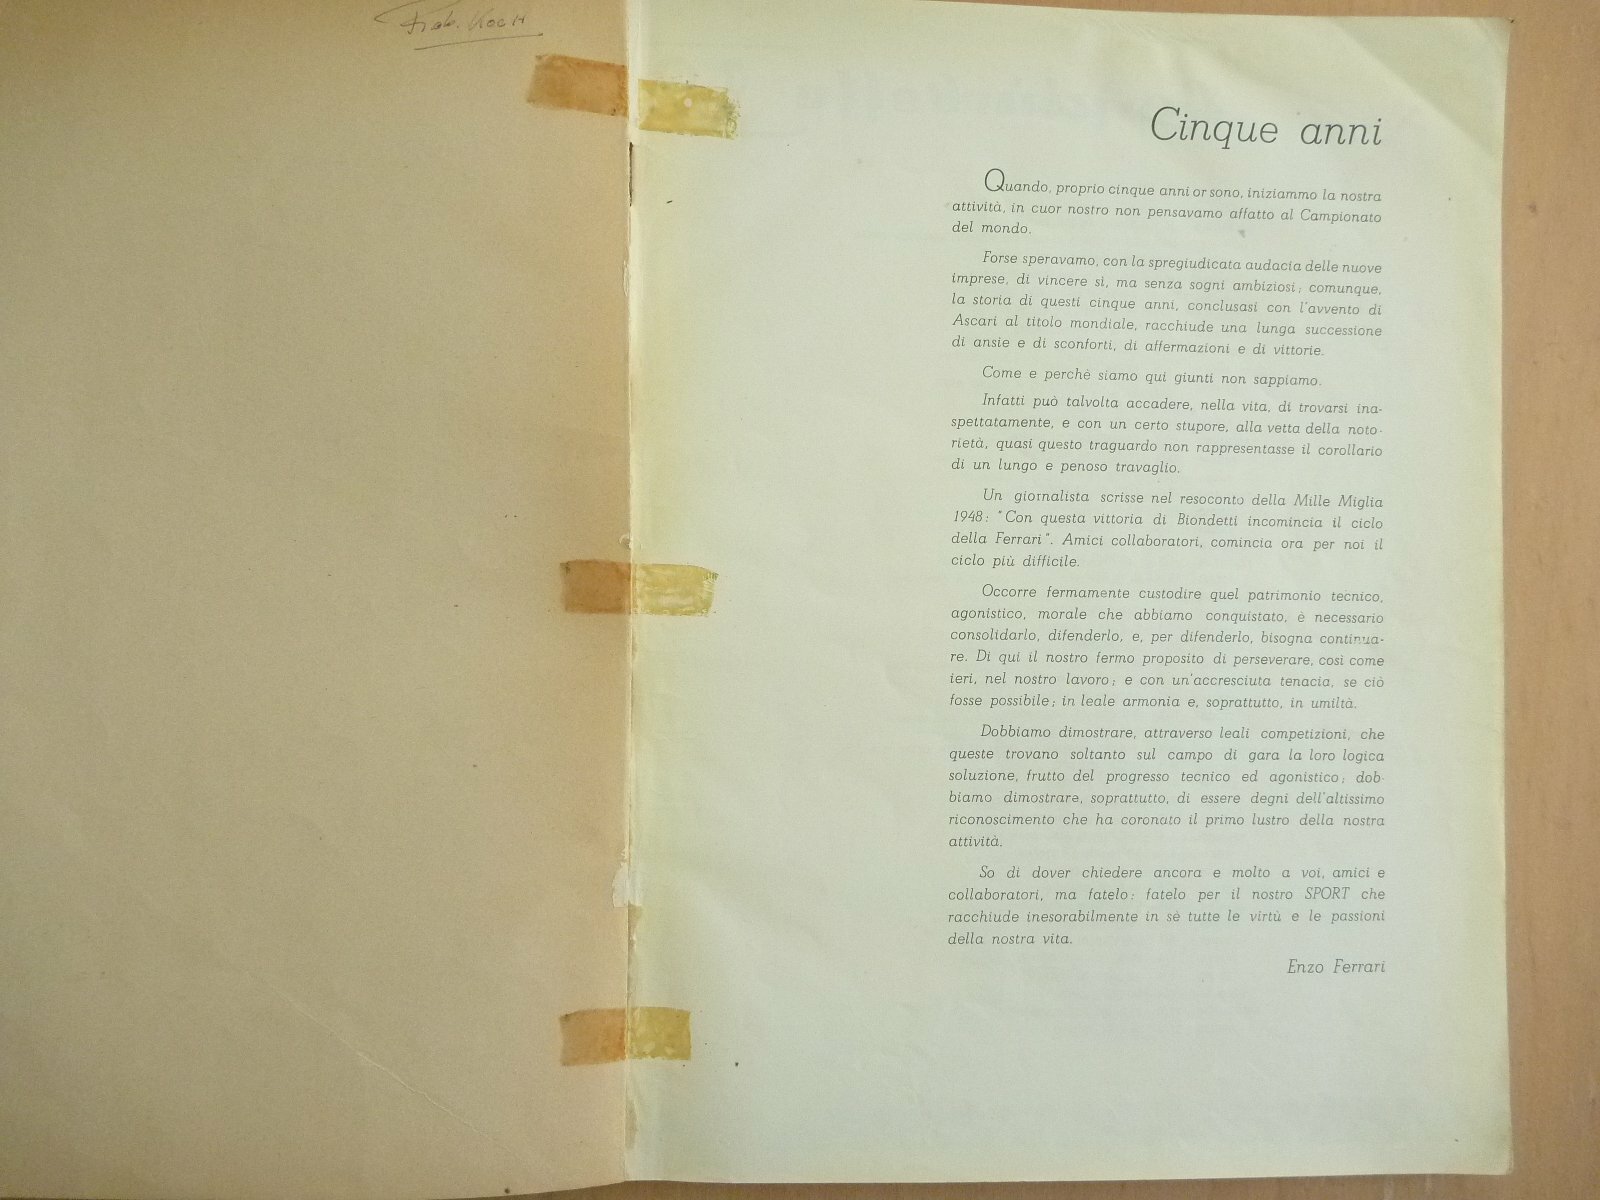 Cinque anni
Quando, proprio cinque anni or sono, iniziammo la nostra
attività, in cuor nostro non pensavamo affatto al Campionato
del mondo.
Forse speravamo, con la spregiudicata audacia delle nuove
imprese, di vincere sì, ma senza sogni ambiziosi; comunque,
la storia di questi cinque anni, conclusasi con l'avvento di
Ascari al titolo mondiale, racchiude una lunga successione
di ansie e di sconforti, di affermazioni e di vittorie.
Come e perchè siamo qui giunti non sappiamo.
Infatti può talvolta accadere, nella vita, di trovarsi ina-
spettatamente, e con un certo stupore, alla vetta della noto-
rietà, quasi questo traguardo non rappresentasse il corollario
di un lungo e penoso travaglio.
Un giornalista scrisse nel resoconto della Mille Miglia
1948: "Con questa vittoria di Biondetti incomincia il ciclo
della Ferrari". Amici collaboratori, comincia ora per noi il
ciclo più difficile.
Occorre fermamente custodire quel patrimonio tecnico,
agonistico, morale che abbiamo conquistato, è necessario
consolidarlo, difenderlo, e, per difenderlo, bisogna continua-
re. Di qui il nostro fermo proposito di perseverare, così come
ieri, nel nostro lavoro; e con un'accresciuta tenacia, se ciò
fosse possibile; in leale armonia e, soprattutto, in umiltà.
Dobbiamo dimostrare, attraverso leali competizioni, che
queste trovano soltanto sul campo di gara la loro logica
soluzione, frutto del progresso tecnico ed agonistico; dob-
biamo dimostrare, soprattutto, di essere degni dell'altissimo
riconoscimento che ha coronato il primo lustro della nostra
attività.
So di dover chiedere ancora e molto a voi, amici e
collaboratori, ma fatelo: fatelo per il nostro SPORT che
racchiude inesorabilmente in sè tutte le virtù e le passioni
della nostra vita.
Enzo Ferrari